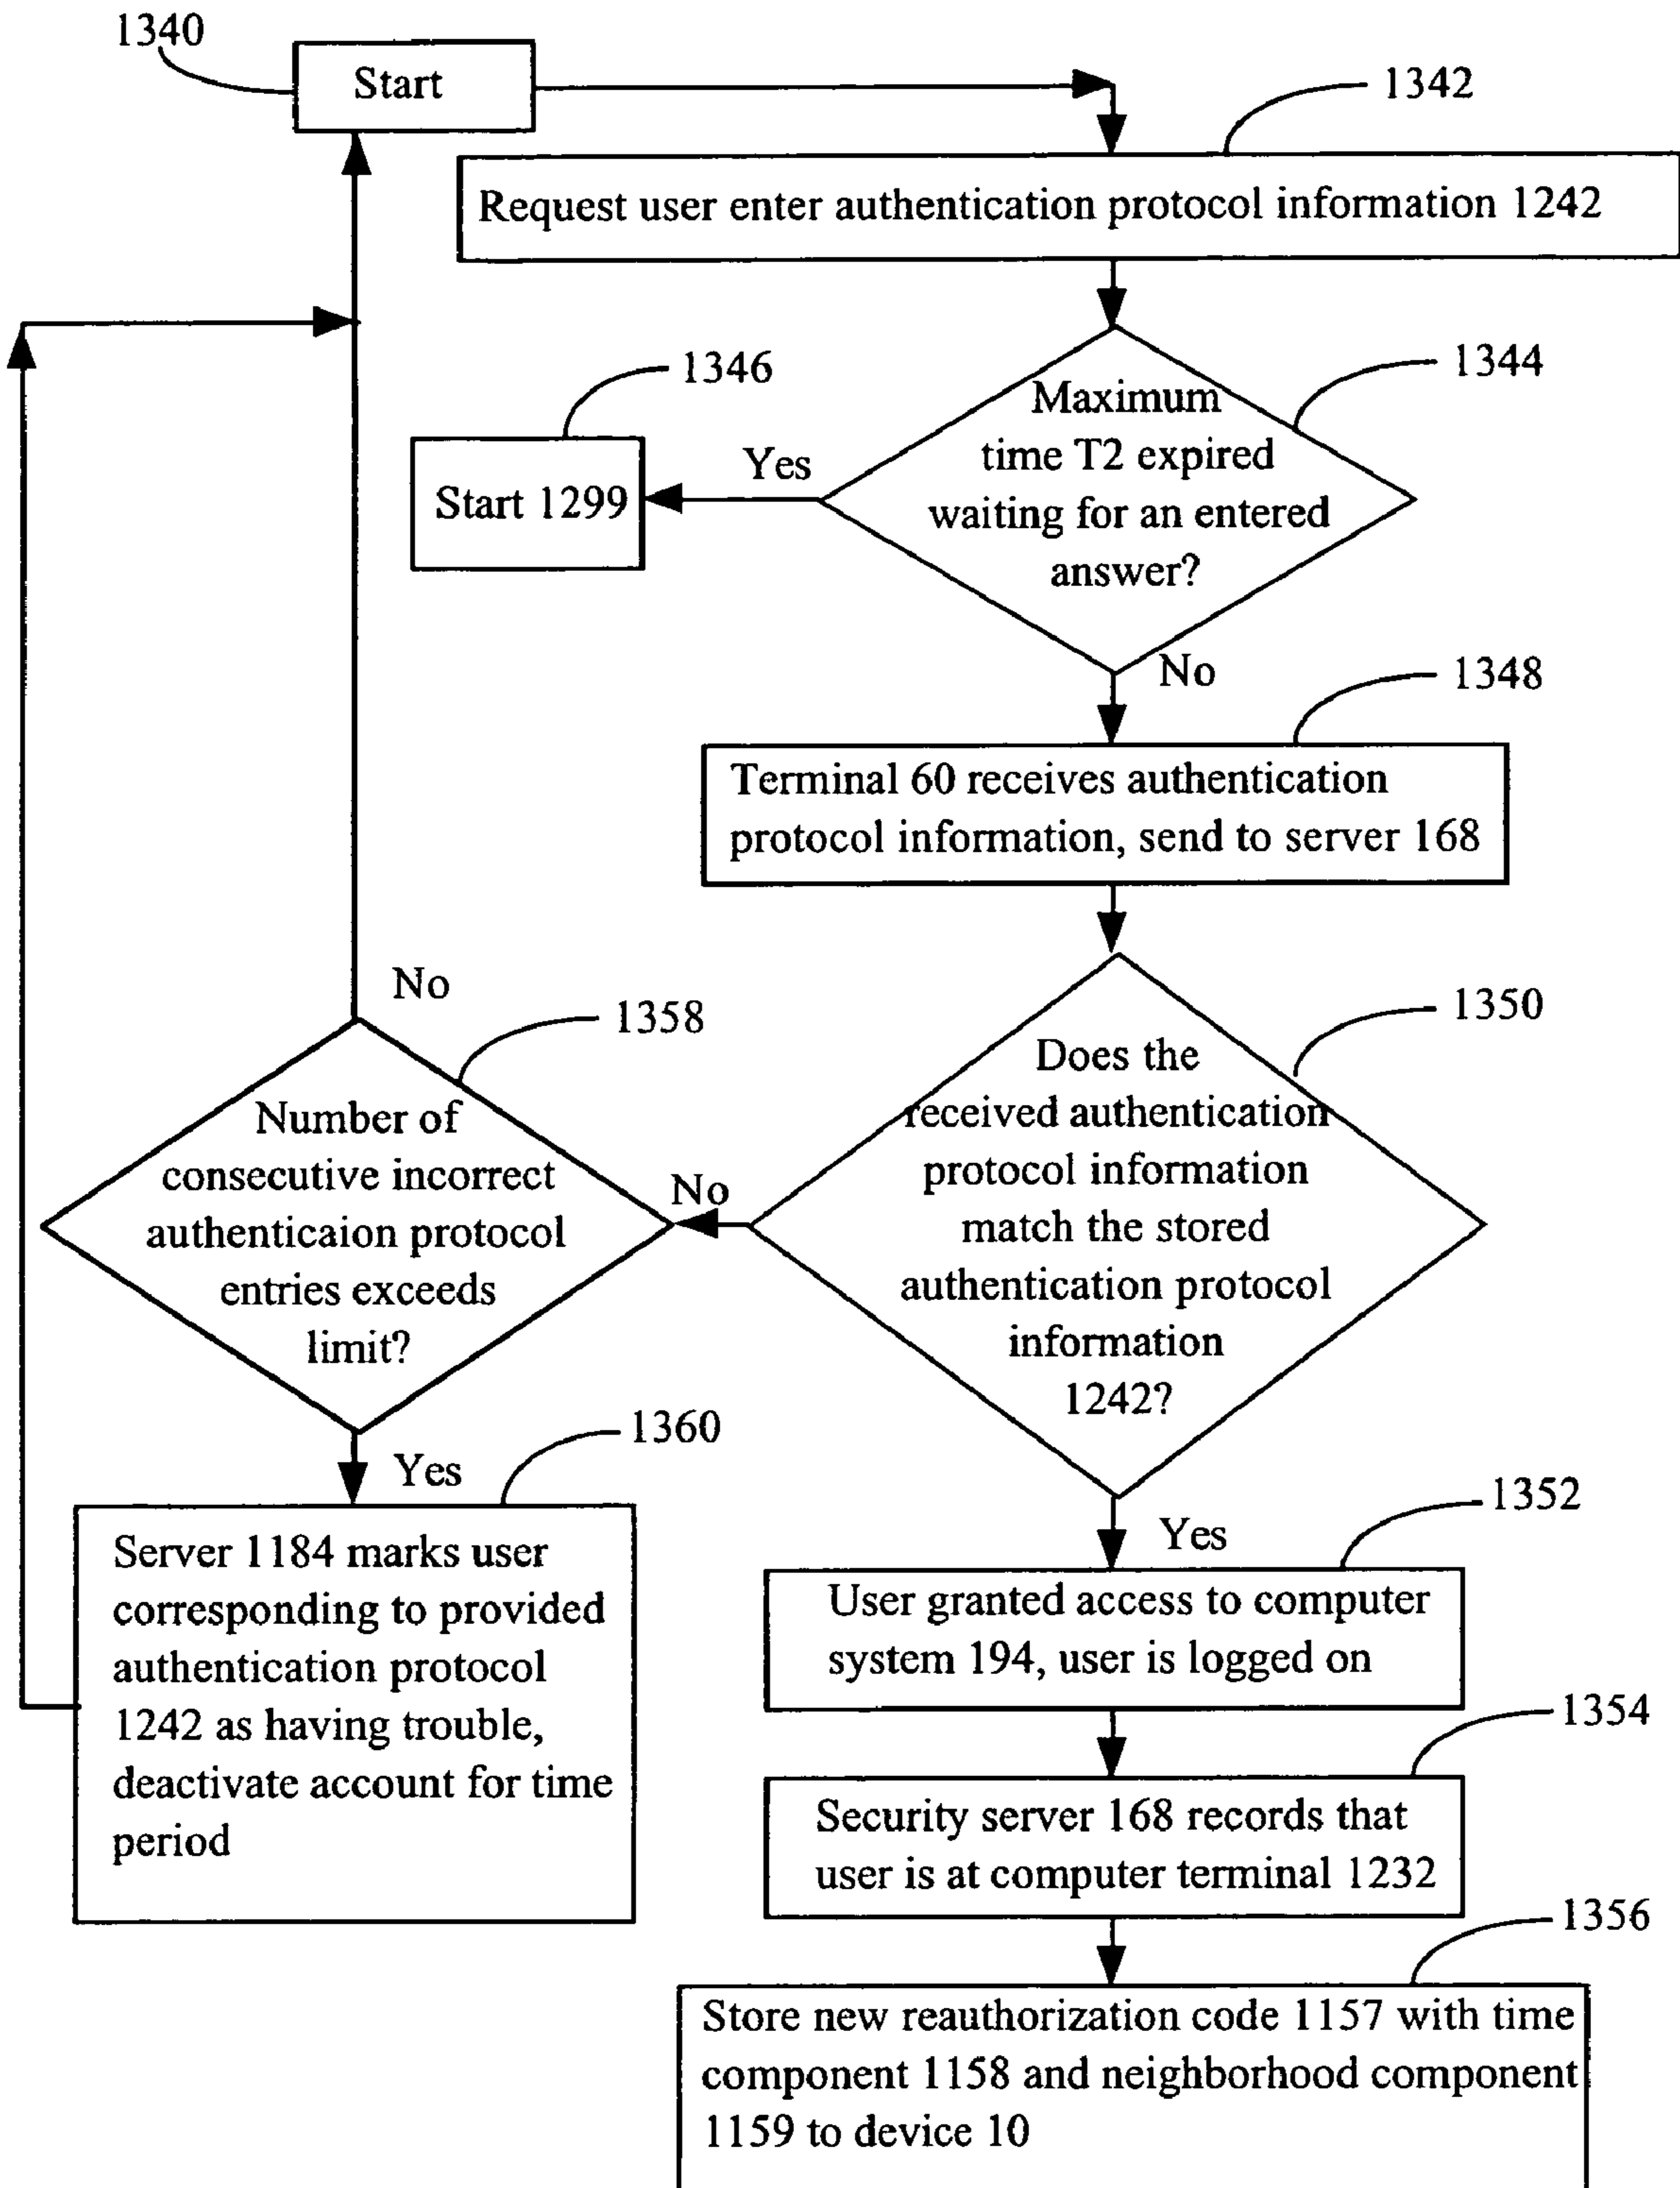 1340
Start
1342
Request user enter authentication protocol information 1242
1344
Maximum
time T2 expired
waiting for an entered
answer?
1346
Yes
Start 1299
No
1348
Terminal 60 receives authentication
protocol information, send to server 168
1350
Does the
received authentication
protocol information
match the stored
authentication protocol
information
1242?
No
No
1358
Number of
consecutive incorrect
authenticaion protocol
entries exceeds
limit?
Yes
1360
Server 1184 marks user
corresponding to provided
authentication protocol
1242 as having trouble,
deactivate account for time
period
Yes
1352
User granted access to computer
system 194, user is logged on
1354
Security server 168 records that
user is at computer terminal 1232
1356
Store new reauthorization code 1157 with time
component 1158 and neighborhood component
1159 to device 10